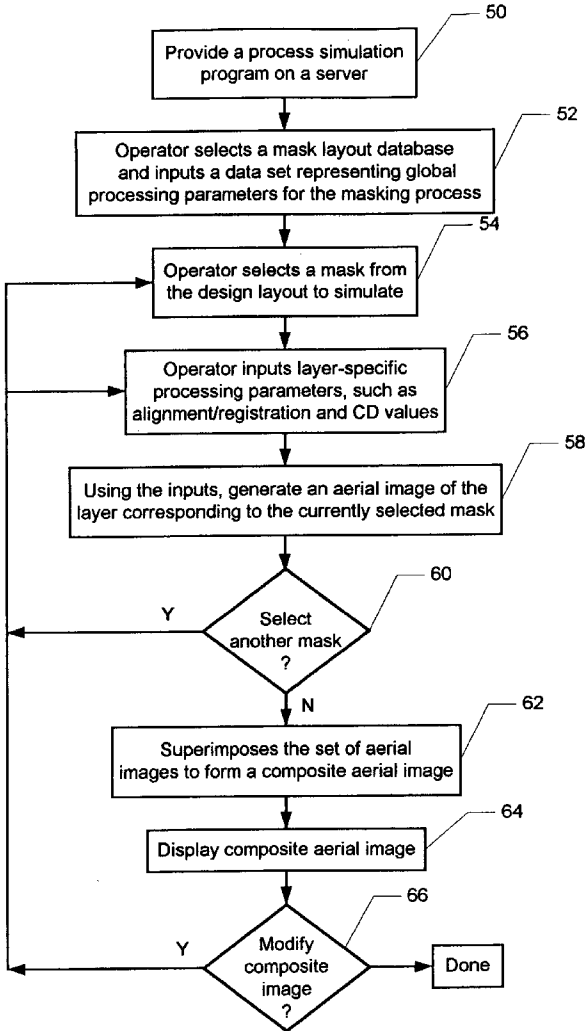 50
Provide a process simulation
program on a server
52
Operator selects a mask layout database
and inputs a data set representing global
processing parameters for the masking process
54
Operator selects a mask from
the design layout to simulate
56
Operator inputs layer-specific
processing parameters, such as
alignment/registration and CD values
58
Using the inputs, generate an aerial image of the
layer corresponding to the currently selected mask
60
Y
Select
another mask
?
N
62
Superimposes the set of aerial
images to form a composite aerial image
64
Display composite aerial image
66
Y
Modify
composite
image
?
Done